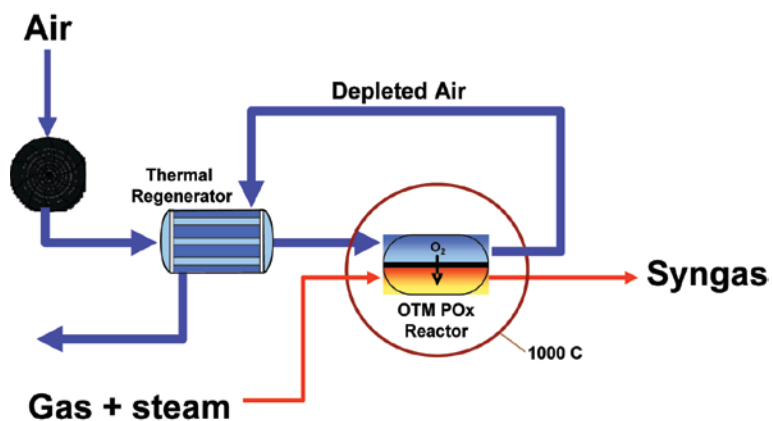 Air
Depleted Air
Thermal
Regenerator
O₂
Syngas
OTM POx
Reactor
1000 C
Gas + steam